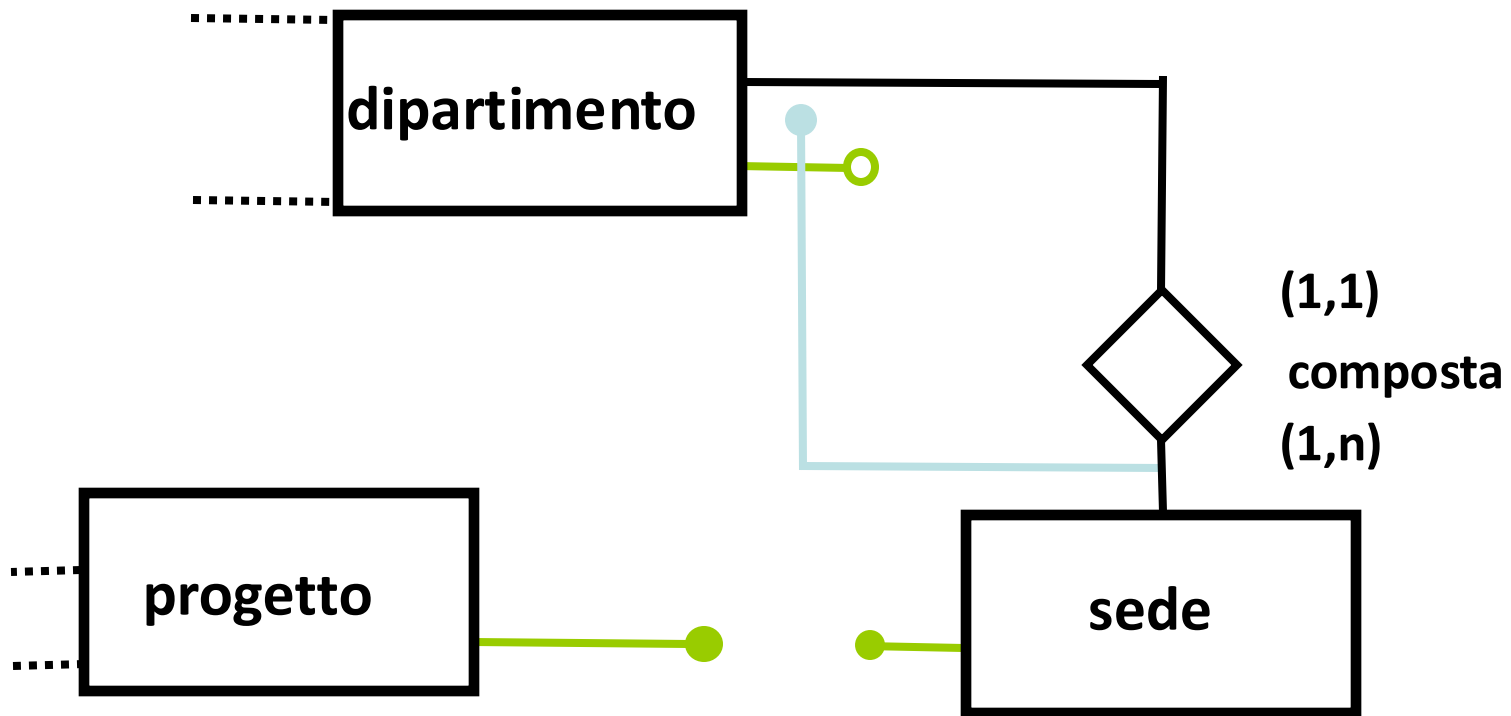 dipartimento
(1,1)
composta
(1,n)
progetto
sede